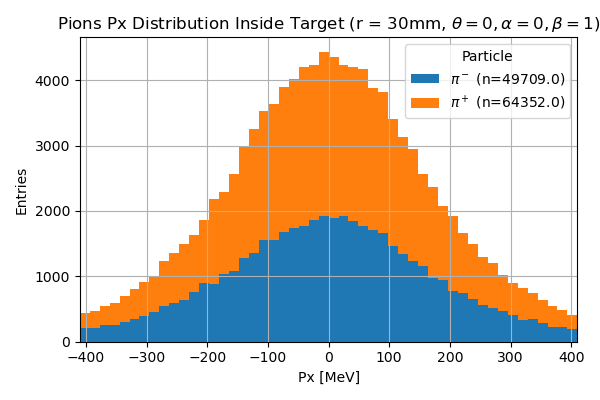 Pions Px Distribution Inside Target (r = 30mm, θ = 0, α = 0, β = 1)
Particle
π⁻ (n=49709.0)
π⁺ (n=64352.0)
Entries
4000
3000
2000
1000
0
−400 −300 −200 −100 0 100 200 300 400
Px [MeV]